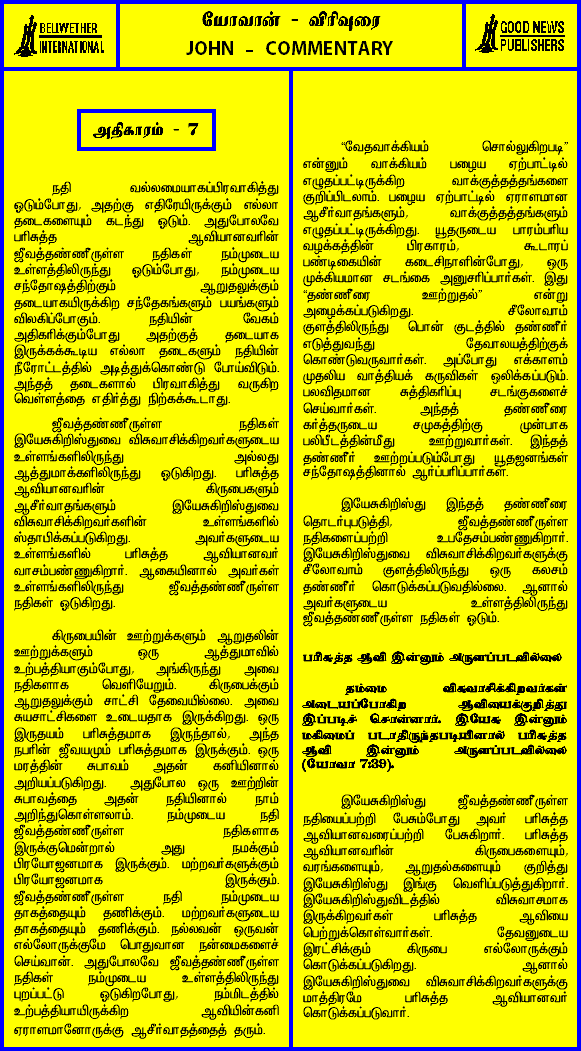 BELWETHER
INTERNATIONAL
யோவான் - விரிவுரை
JOHN - COMMENTARY
GOOD NEWS
PUBLISHERS
அதிகாரம் - 7
நதி வல்லமையாகப்பிரவாகித்து
ஓடும்போது, அதற்கு எதிரேயிருக்கும் எல்லா
தடைகளையும் கடந்து ஓடும். அதுபோலவே
பரிசுத்த ஆவியானவரின்
ஜீவத்தண்ணீருள்ள நதிகள் நம்முடைய
உள்ளத்திலிருந்து ஓடும்போது, நம்முடைய
சந்தோஷத்திற்கும் ஆறுதலுக்கும்
தடையாகயிருக்கிற சந்தேகங்களும் பயங்களும்
விலகிப்போகும். நதியின் வேகம்
அதிகரிக்கும்போது அதற்குத் தடையாக
இருக்கக்கூடிய எல்லா தடைகளும் நதியின்
நீரோட்டத்தில் அடித்துக்கொண்டு போய்விடும்.
அந்தத் தடைகளால் பிரவாகித்து வருகிற
வெள்ளத்தை எதிர்த்து நிற்கக்கூடாது.
ஜீவத்தண்ணீருள்ள நதிகள்
இயேசுகிறிஸ்துவை விசுவாசிக்கிறவர்களுடைய
உள்ளங்களிலிருந்து அல்லது
ஆத்துமாக்களிலிருந்து ஓடுகிறது. பரிசுத்த
ஆவியானவரின் கிருபைகளும்
ஆசீர்வாதங்களும் இயேசுகிறிஸ்துவை
விசுவாசிக்கிறவர்களின் உள்ளங்களில்
ஸ்தாபிக்கப்படுகிறது. அவர்களுடைய
உள்ளங்களில் பரிசுத்த ஆவியானவர்
வாசம்பண்ணுகிறார். ஆகையினால் அவர்கள்
உள்ளங்களிலிருந்து ஜீவத்தண்ணீருள்ள
நதிகள் ஓடுகிறது.
கிருபையின் ஊற்றுக்களும் ஆறுதலின்
ஊற்றுக்களும் ஒரு ஆத்துமாவில்
உற்பத்தியாகும்போது, அங்கிருந்து அவை
நதிகளாக வெளியேறும். கிருபைக்கும்
ஆறுதலுக்கும் சாட்சி தேவையில்லை. அவை
சுயசாட்சிகளை உடையதாக இருக்கிறது. ஒரு
இருதயம் பரிசுத்தமாக இருந்தால், அந்த
நபரின் ஜீவியமும் பரிசுத்தமாக இருக்கும். ஒரு
மரத்தின் சுபாவம் அதன் கனியினால்
அறியப்படுகிறது. அதுபோல ஒரு ஊற்றின்
சுபாவத்தை அதன் நதியினால் நாம்
அறிந்துகொள்ளலாம். நம்முடைய நதி
ஜீவத்தண்ணீருள்ள நதிகளாக
இருக்குமென்றால் அது நமக்கும்
பிரயோஜனமாக இருக்கும். மற்றவர்களுக்கும்
பிரயோஜனமாக இருக்கும்.
ஜீவத்தண்ணீருள்ள நதி நம்முடைய
தாகத்தையும் தணிக்கும். மற்றவர்களுடைய
தாகத்தையும் தணிக்கும். நல்லவன் ஒருவன்
எல்லோருக்குமே பொதுவான நன்மைகளைச்
செய்வான். அதுபோலவே ஜீவத்தண்ணீருள்ள
நதிகள் நம்முடைய உள்ளத்திலிருந்து
புறப்பட்டு ஓடுகிறபோது, நம்மிடத்தில்
உற்பத்தியாயிருக்கிற ஆவியின்கனி
ஏராளமானோருக்கு ஆசீர்வாதத்தைத் தரும்.
“வேதவாக்கியம் சொல்லுகிறபடி”
என்னும் வாக்கியம் பழைய ஏற்பாட்டில்
எழுதப்பட்டிருக்கிற வாக்குத்தத்தங்களை
குறிப்பிடலாம். பழைய ஏற்பாட்டில் ஏராளமான
ஆசீர்வாதங்களும், வாக்குத்தத்தங்களும்
எழுதப்பட்டிருக்கிறது. யூதருடைய பாரம்பரிய
வழக்கத்தின் பிரகாரம், கூடாரப்
பண்டிகையின் கடைசிநாளின்போது, ஒரு
முக்கியமான சடங்கை அனுசரிப்பார்கள். இது
“தண்ணீரை ஊற்றுதல்” என்று
அழைக்கப்படுகிறது. சீலோவாம்
குளத்திலிருந்து பொன் குடத்தில் தண்ணீர்
எடுத்துவந்து தேவாலயத்திற்குக்
கொண்டுவருவார்கள். அப்போது எக்காளம்
முதலிய வாத்தியக் கருவிகள் ஒலிக்கப்படும்.
பலவிதமான சுத்திகரிப்பு சடங்குகளைச்
செய்வார்கள். அந்தத் தண்ணீரை
கர்த்தருடைய சமுகத்திற்கு முன்பாக
பலிபீடத்தின்மீது ஊற்றுவார்கள். இந்தத்
தண்ணீர் ஊற்றப்படும்போது யூதஜனங்கள்
சந்தோஷத்தினால் ஆர்ப்பரிப்பார்கள்.
இயேசுகிறிஸ்து இந்தத் தண்ணீரை
தொடர்புபடுத்தி, ஜீவத்தண்ணீருள்ள
நதிகளைப்பற்றி உபதேசம்பண்ணுகிறார்.
இயேசுகிறிஸ்துவை விசுவாசிக்கிறவர்களுக்கு
சீலோவாம் குளத்திலிருந்து ஒரு கலசம்
தண்ணீர் கொடுக்கப்படுவதில்லை. ஆனால்
அவர்களுடைய உள்ளத்திலிருந்து
ஜீவத்தண்ணீருள்ள நதிகள் ஓடும்.
பரிசுத்த ஆவி இன்னும் அருளப்படவில்லை
தம்மை விசுவாசிக்கிறவர்கள்
அடையப்போகிற ஆவியைக்குறித்து
இப்படிச் சொன்னார். இயேசு இன்னும்
மகிமைப் படாதிருந்தபடியினால் பரிசுத்த
ஆவி இன்னும் அருளப்படவில்லை
(யோவா 7:39).
இயேசுகிறிஸ்து ஜீவத்தண்ணீருள்ள
நதியைப்பற்றி பேசும்போது அவர் பரிசுத்த
ஆவியானவரைப்பற்றி பேசுகிறார். பரிசுத்த
ஆவியானவரின் கிருபைகளையும்,
வரங்களையும், ஆறுதல்களையும் குறித்து
இயேசுகிறிஸ்து இங்கு வெளிப்படுத்துகிறார்.
இயேசுகிறிஸ்துவிடத்தில் விசுவாசமாக
இருக்கிறவர்கள் பரிசுத்த ஆவியை
பெற்றுக்கொள்வார்கள். தேவனுடைய
இரட்சிக்கும் கிருபை எல்லோருக்கும்
கொடுக்கப்படுகிறது. ஆனால்
இயேசுகிறிஸ்துவை விசுவாசிக்கிறவர்களுக்கு
மாத்திரமே பரிசுத்த ஆவியானவர்
கொடுக்கப்படுவார்.